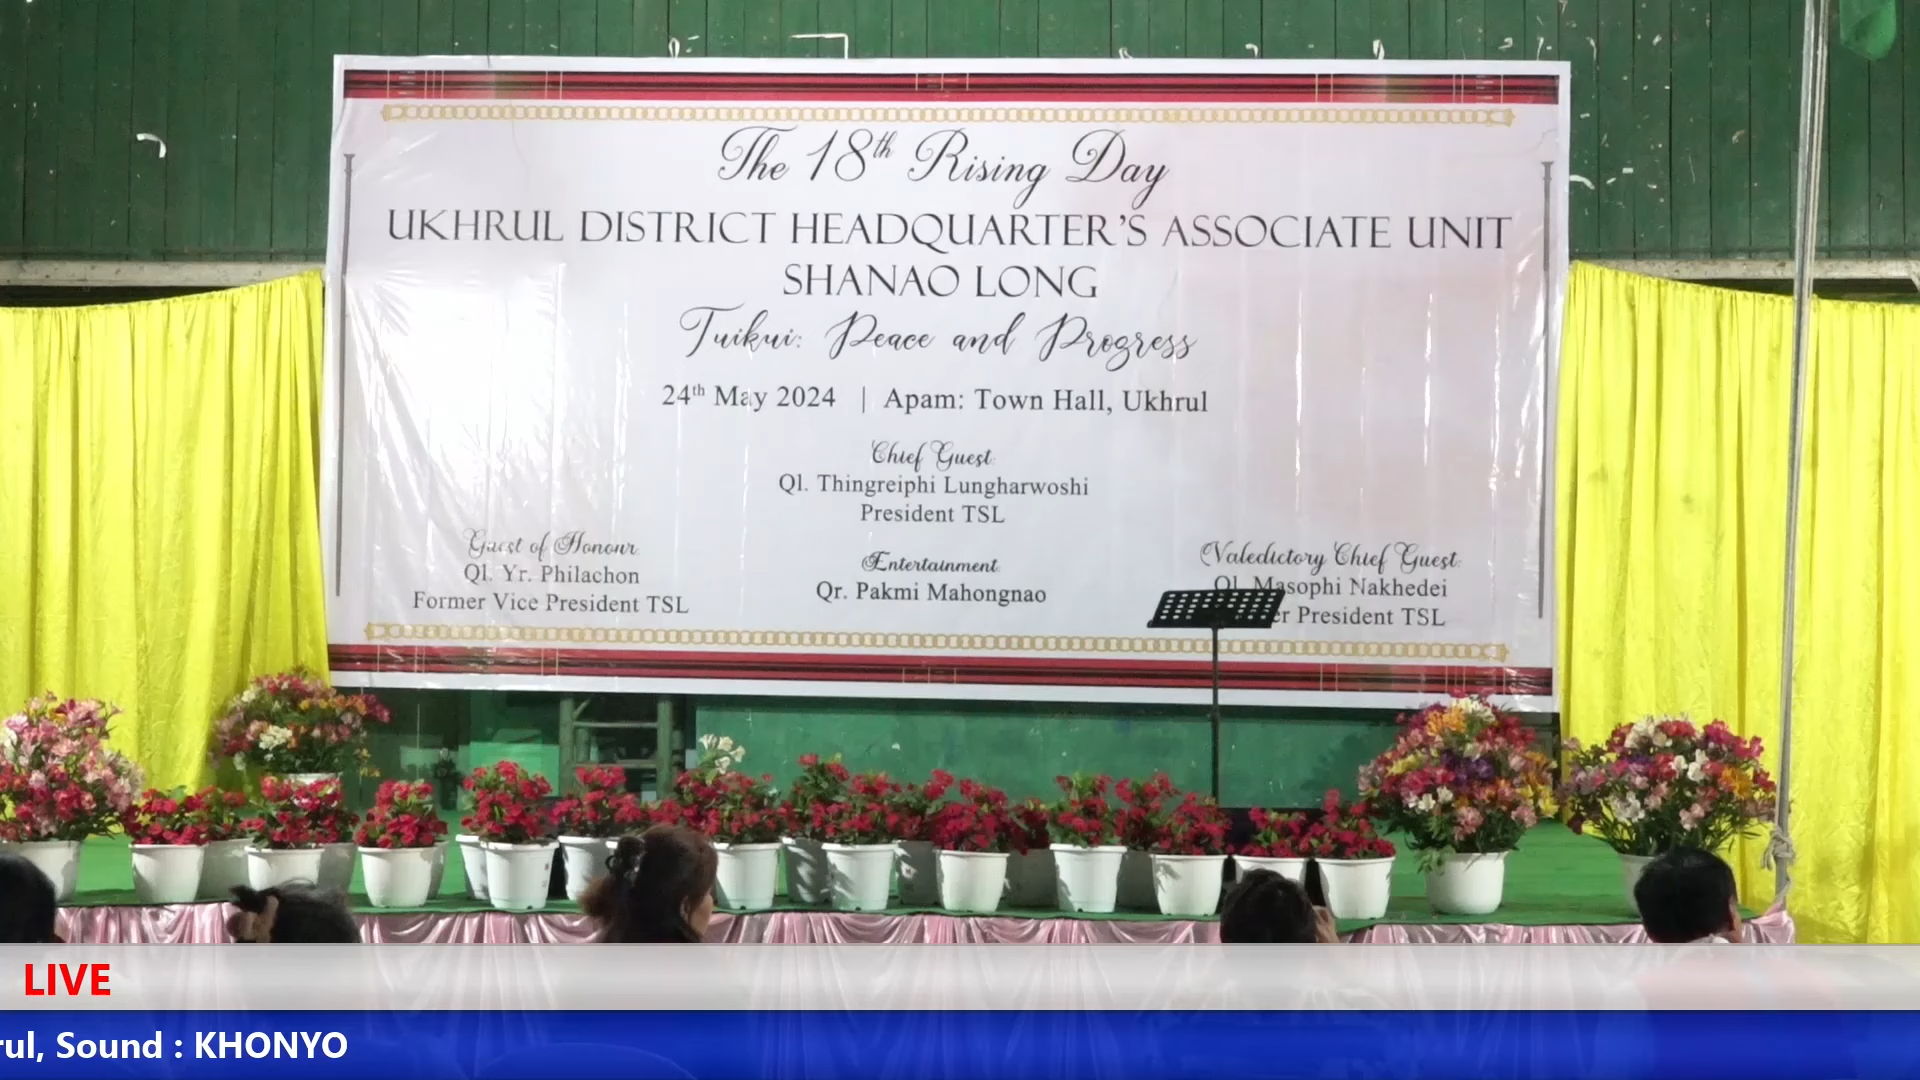 The 18th Rising Day
UKHRUL DISTRICT HEADQUARTER'S ASSOCIATE UNIT
SHANAO LONG
Tuikui: Peace and Progress
24th May 2024 | Apam: Town Hall, Ukhrul
Chief Guest:
Ql. Thingreiphi Lungharwoshi
President TSL
Guest of Honour:
Ql. Yr. Philachon
Former Vice President TSL
Entertainment:
Qr. Pakmi Mahongnao
Valedictory Chief Guest:
Ql. Masophi Nakhedei
President TSL
LIVE
rul, Sound : KHONYO